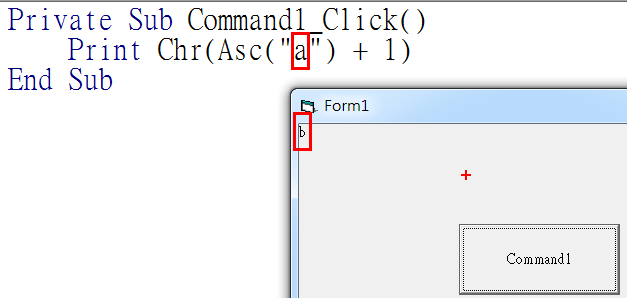 Private Sub Command1_Click()
    Print Chr(Asc("a") + 1)
End Sub
Form1
b
Command1